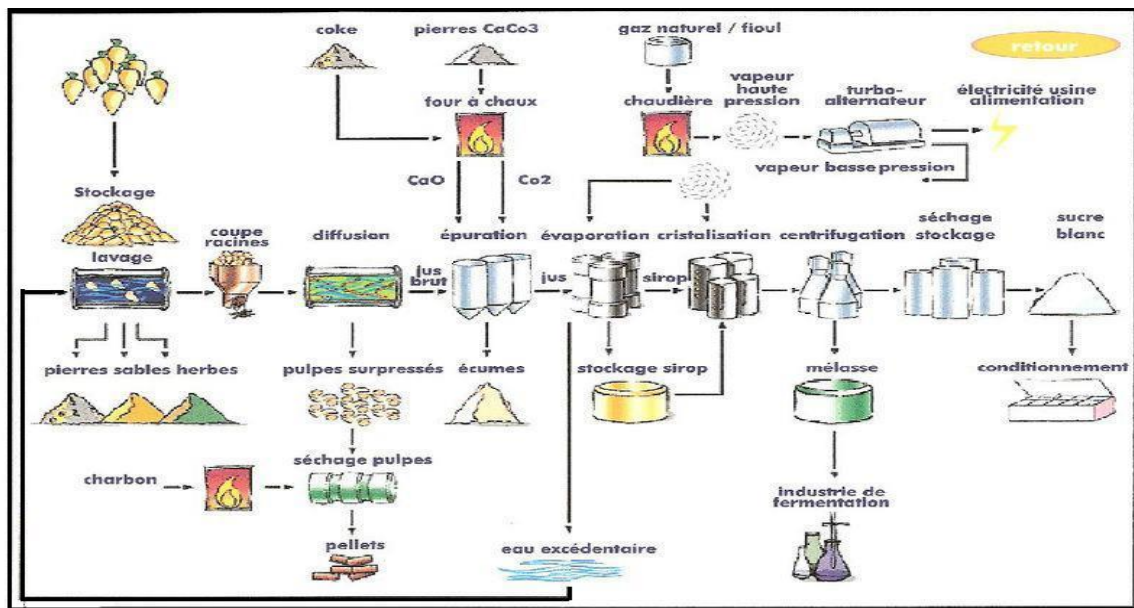 coke
pierres CaCo3
gaz naturel / fioul
retour
four à chaux
chaudière
vapeur
haute
pression
turbo-
alternateur
électricité usine
alimentation
CaO
Co2
vapeur basse pression
Stockage
lavage
coupe
racines
diffusion
épuration
évaporation
cristalisation
centrifugation
séchage
stockage
sucre
blanc
jus
brut
jus
sirop
pierres sables herbes
pulpes surpressés
écumes
stockage sirop
mélasse
conditionnement
charbon
séchage pulpes
industrie de
fermentation
pellets
eau excédentaire